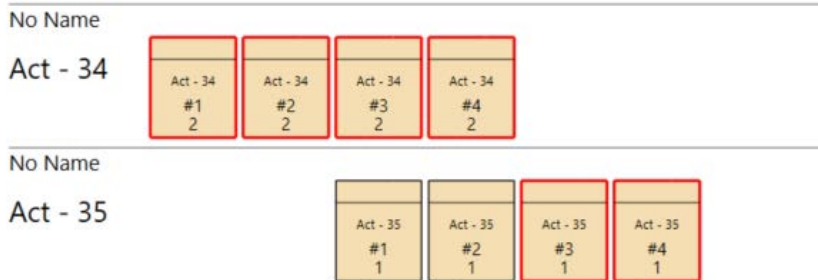 No Name
Act - 34
Act - 34 Act - 34 Act - 34 Act - 34
#1 #2 #3 #4
2 2 2 2
No Name
Act - 35
Act - 35 Act - 35 Act - 35 Act - 35
#1 #2 #3 #4
1 1 1 1